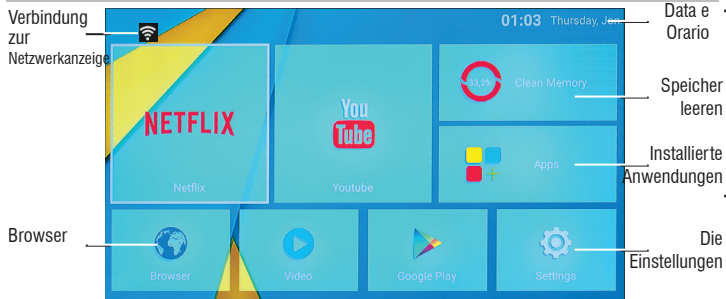 Verbindung
zur
Netzwerkanzeige
01:03 Thursday, Jan
Data e
Orario
NETFLIX
Netflix
You
Tube
Youtube
33,2%
Clean Memory
Speicher
leeren
Apps
Installierte
Anwendungen
Browser
Browser
Video
Google Play
Settings
Die
Einstellungen